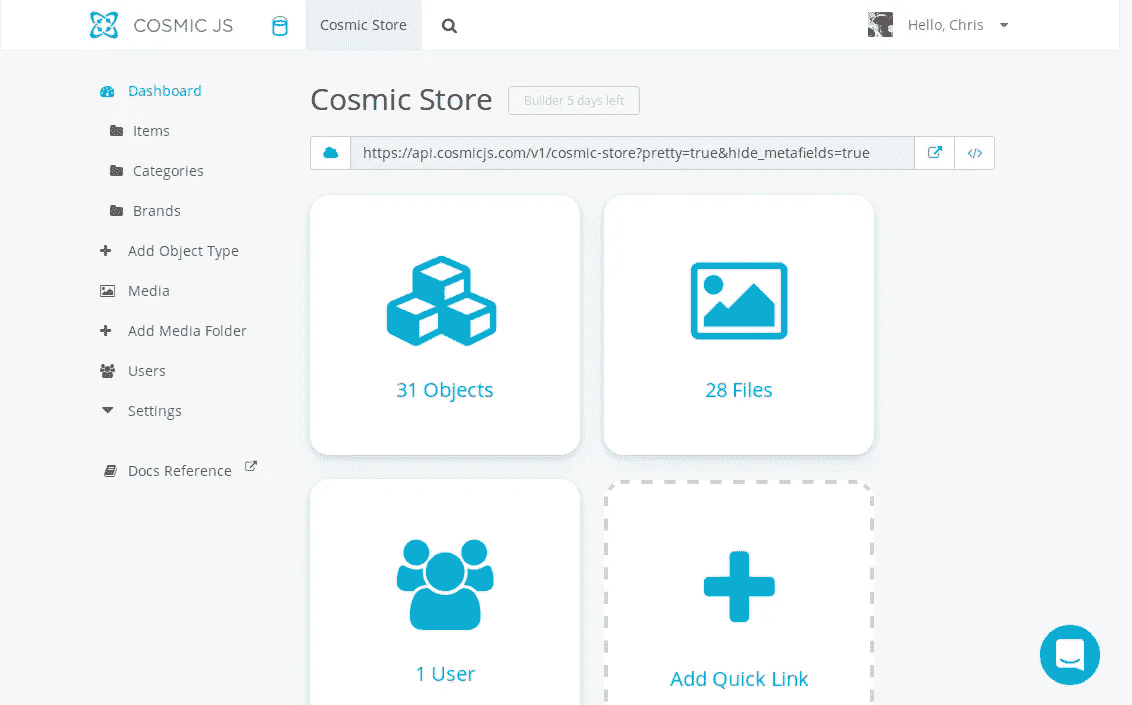 COSMIC JS
Cosmic Store
Hello, Chris
Dashboard
Items
Categories
Brands
Add Object Type
Media
Add Media Folder
Users
Settings
Docs Reference
Cosmic Store
Builder 5 days left
https://api.cosmicjs.com/v1/cosmic-store?pretty=true&hide_metafields=true
</>
31 Objects
28 Files
1 User
Add Quick Link